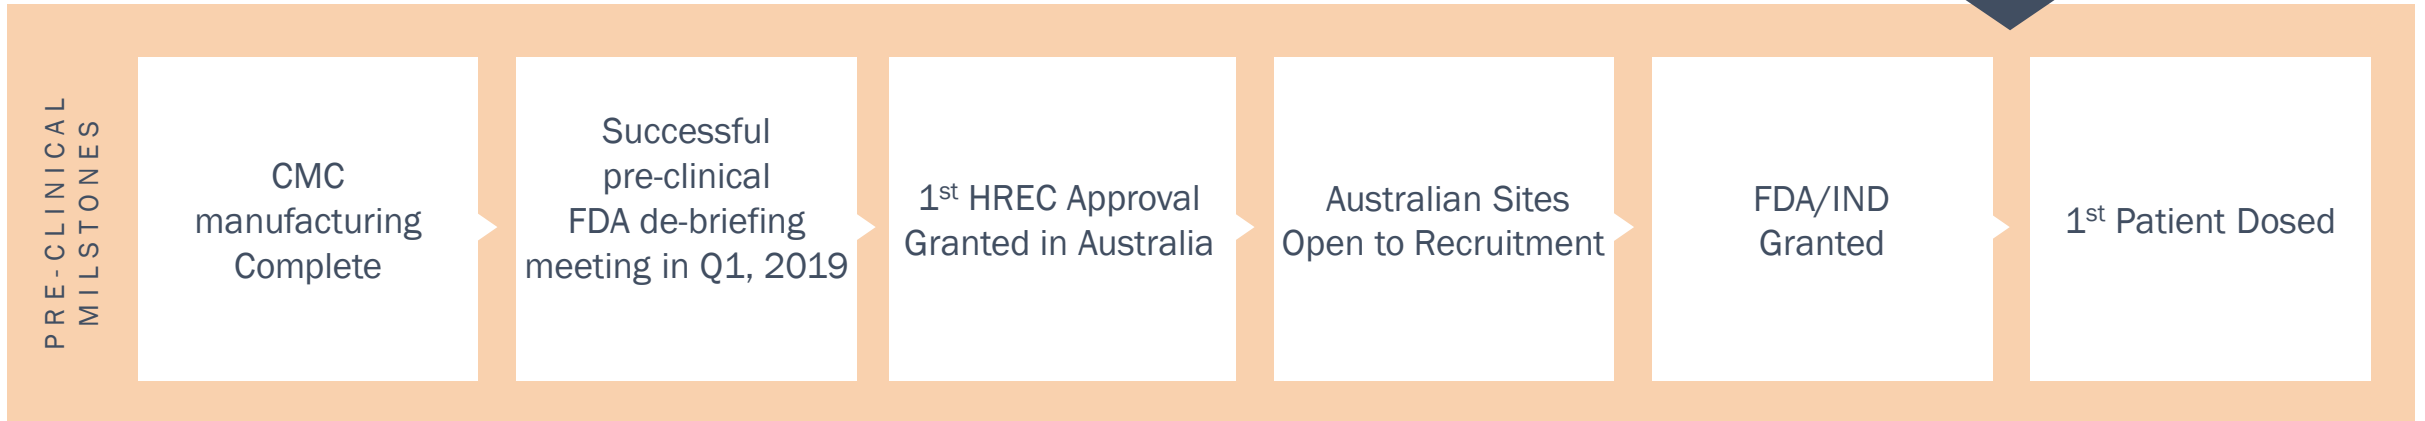 PRE-CLINICAL
MILSTONES
CMC
manufacturing
Complete
Successful
pre-clinical
FDA de-briefing
meeting in Q1, 2019
1st HREC Approval
Granted in Australia
Australian Sites
Open to Recruitment
FDA/IND
Granted
1st Patient Dosed